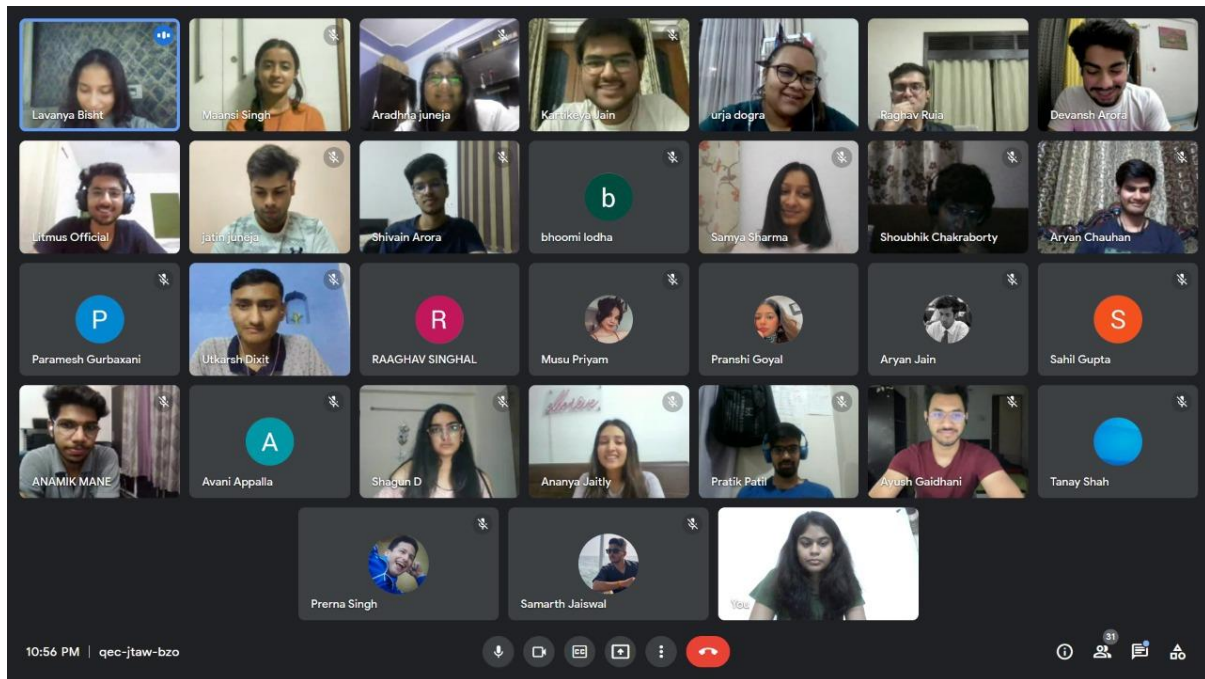 Lavanya Bisht
Maansi Singh
Aradhna juneja
Kartikeya Jain
urja dogra
Raghav Ruia
Devansh Arora
Litmus Official
jatin juneja
Shivain Arora
b
bhoomi lodha
Samya Sharma
Shoubhik Chakraborty
Aryan Chauhan
P
Paramesh Gurbaxani
Utkarsh Dixit
R
RAAGHAV SINGHAL
Musu Priyam
Pranshi Goyal
Aryan Jain
S
Sahil Gupta
ANAMIK MANE
A
Avani Appalla
Shagun D
Ananya Jaitly
Pratik Patil
Ayush Gaidhani
Tanay Shah
Prerna Singh
Samarth Jaiswal
You
10:56 PM | qec-jtaw-bzo
CC
31